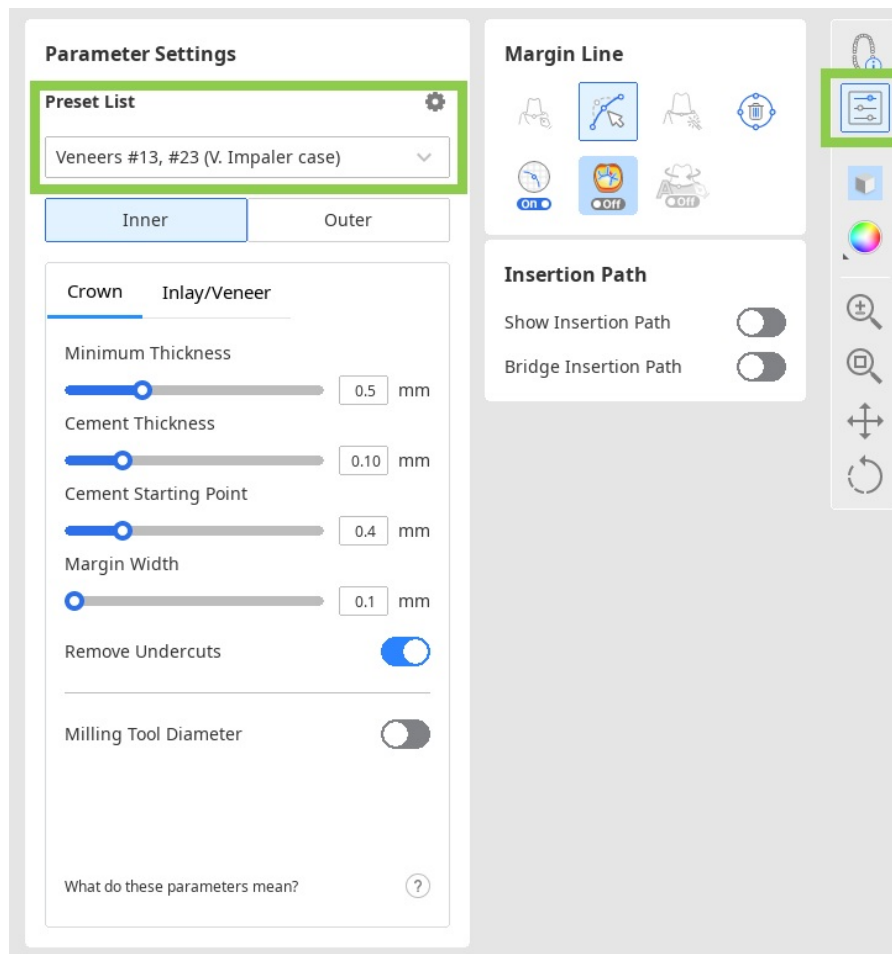 Parameter Settings
Preset List
Veneers #13, #23 (V. Impaler case)
Inner
Outer
Crown
Inlay/Veneer
Minimum Thickness
0.5 mm
Cement Thickness
0.10 mm
Cement Starting Point
0.4 mm
Margin Width
0.1 mm
Remove Undercuts
Milling Tool Diameter
What do these parameters mean?
?
Margin Line
On
Off
A
Off
Insertion Path
Show Insertion Path
Bridge Insertion Path